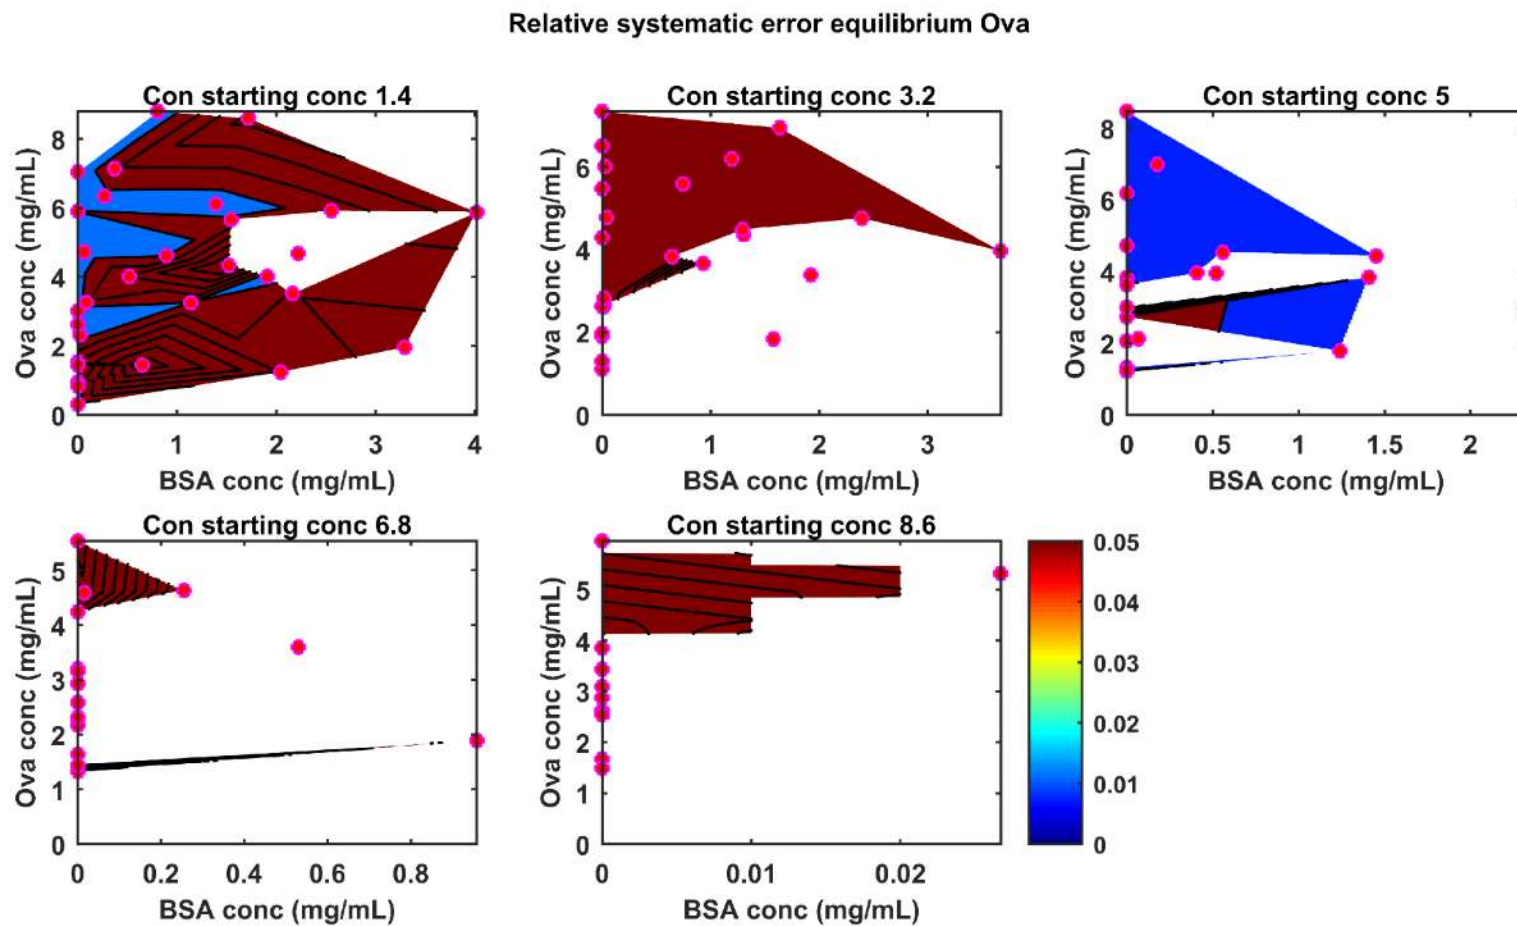 Relative systematic error equilibrium Ova
Con starting conc 1.4
Ova conc (mg/mL)
8
6
4
2
0
0 1 2 3 4
BSA conc (mg/mL)
Con starting conc 3.2
Ova conc (mg/mL)
6
4
2
0
0 1 2 3
BSA conc (mg/mL)
Con starting conc 5
Ova conc (mg/mL)
8
6
4
2
0
0 0.5 1 1.5 2
BSA conc (mg/mL)
Con starting conc 6.8
Ova conc (mg/mL)
5
4
3
2
1
0
0 0.2 0.4 0.6 0.8
BSA conc (mg/mL)
Con starting conc 8.6
Ova conc (mg/mL)
5
4
3
2
1
0
0 0.01 0.02
BSA conc (mg/mL)
0.05
0.04
0.03
0.02
0.01
0